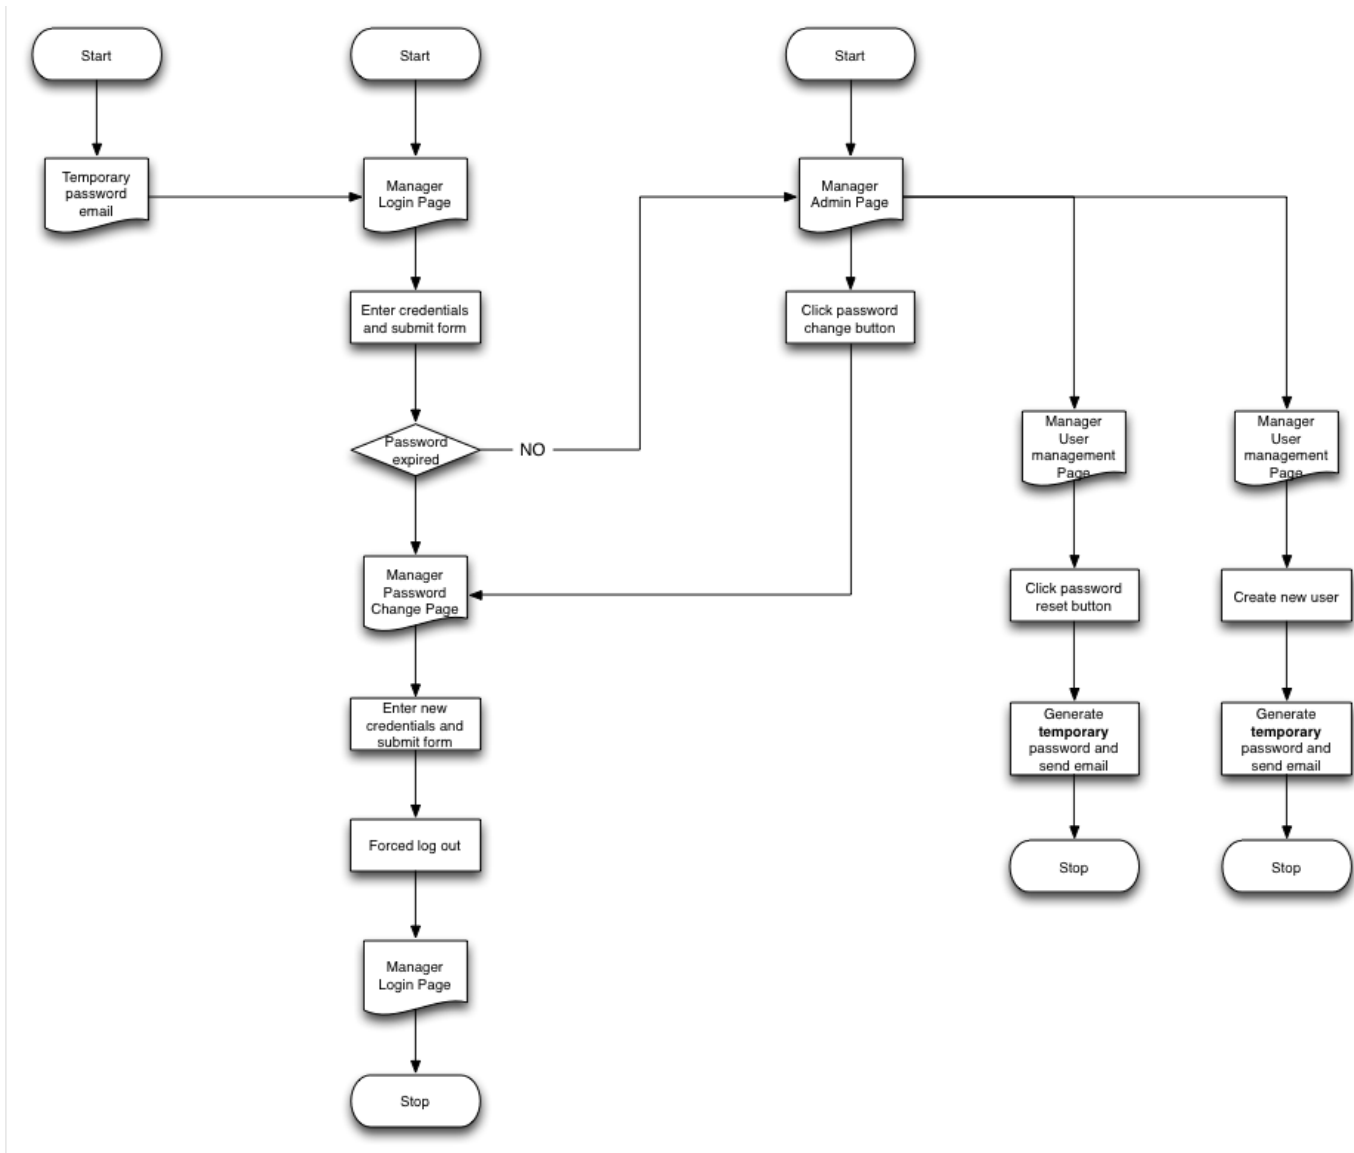 Start
Start
Start
Temporary
password
email
Manager
Login Page
Manager
Admin Page
Enter credentials
and submit form
Click password
change button
Password
expired
NO
Manager
User
management
Page
Manager
User
management
Page
Manager
Password
Change Page
Click password
reset button
Create new user
Enter new
credentials and
submit form
Generate
temporary
password and
send email
Generate
temporary
password and
send email
Forced log out
Stop
Stop
Manager
Login Page
Stop